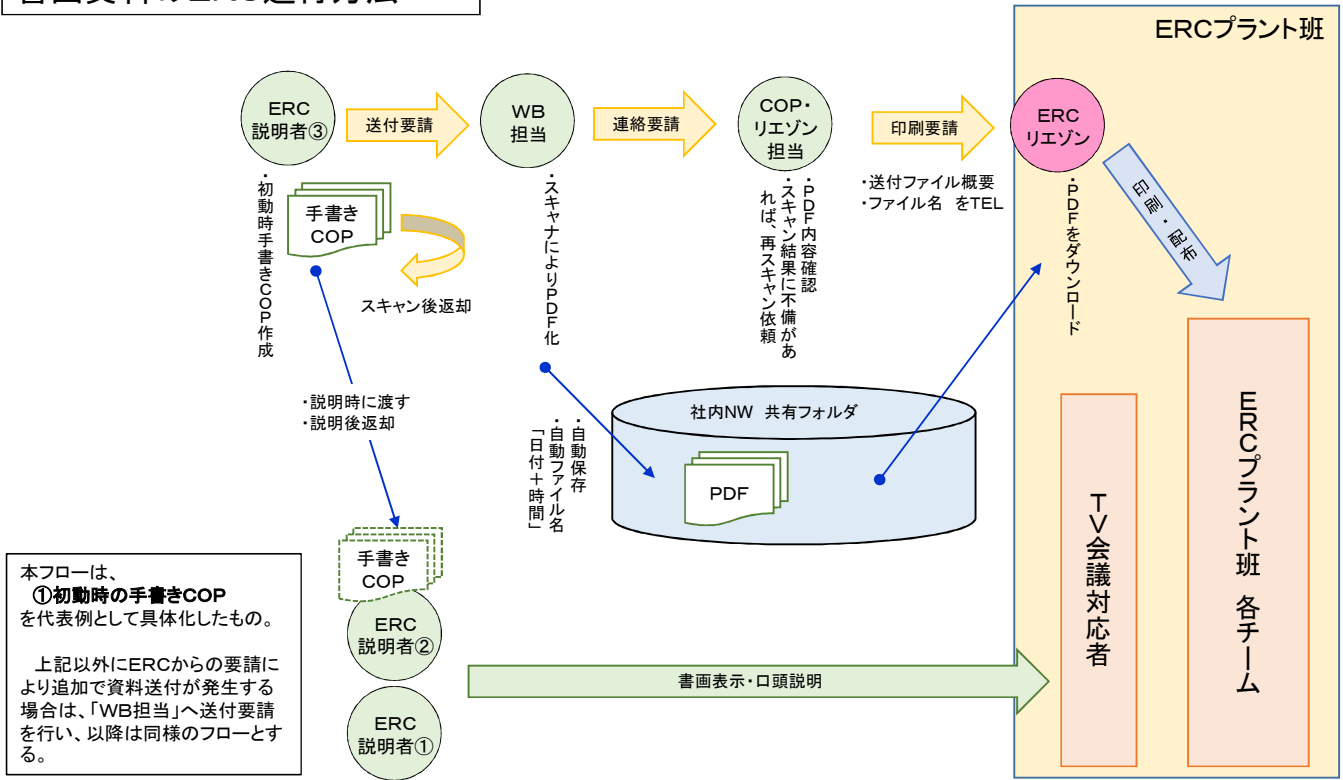 書画資料のERC送付方法
ERCプラント班
ERC
説明者③
送付要請
WB
担当
連絡要請
COP・
リエゾン
担当
印刷要請
ERC
リエゾン
・初動時手書きCOP作成
手書き
COP
スキャン後返却
・スキャナによりPDF化
・PDF内容確認
・スキャン結果に不備があ
れば、再スキャン依頼
・送付ファイル概要
・ファイル名 をTEL
・PDFをダウンロード
印刷・配布
・説明時に渡す
・説明後返却
・自動保存
・自動ファイル名
「日付＋時間」
社内NW 共有フォルダ
PDF
TV会議対応者
ERCプラント班 各チーム
手書き
COP
ERC
説明者②
ERC
説明者①
書画表示・口頭説明
本フローは、
①初動時の手書きCOP
を代表例として具体化したもの。
上記以外にERCからの要請に
より追加で資料送付が発生する
場合は、「WB担当」へ送付要請
を行い、以降は同様のフローとす
る。